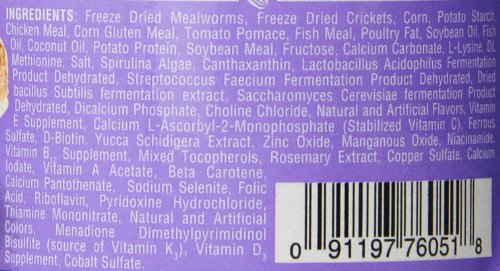 INGREDIENTS: Freeze Dried Mealworms, Freeze Dried Crickets, Corn, Potato Starch
Chicken Meal, Corn Gluten Meal, Tomato Pomace, Fish Meal, Poultry Fat, Soybean Oil, Fish
Oil, Coconut Oil, Potato Protein, Soybean Meal, Fructose, Calcium Carbonate, L-Lysine, D
Methionine, Salt, Spirulina Algae, Canthaxanthin, Lactobacillus Acidophilus Fermentation
Product Dehydrated, Streptococcus Faecium Fermentation Product Dehydrated, Dried
bacillus Subtilis fermentation extract, Saccharomyces Cerevisiae fermentation Product
Dehydrated, Dicalcium Phosphate, Choline Chloride, Natural and Artificial Flavors, Vitamin
E Supplement, Calcium L-Ascorbyl-2-Monophosphate (Stabilized Vitamin C), Ferrous
Sulfate, D-Biotin, Yucca Schidigera Extract, Zinc Oxide, Manganous Oxide, Niacinamide,
Vitamin B12 Supplement, Mixed Tocopherols, Rosemary Extract, Copper Sulfate, Calcium
Iodate, Vitamin A Acetate, Beta Carotene,
Calcium Pantothenate, Sodium Selenite, Folic
Acid, Riboflavin, Pyridoxine Hydrochloride,
Thiamine Mononitrate, Natural and Artificial
Colors, Menadione Dimethylpyrimidinol
Bisulfite (source of Vitamin K3), Vitamin D3
Supplement, Cobalt Sulfate.
0 91197 76051 8